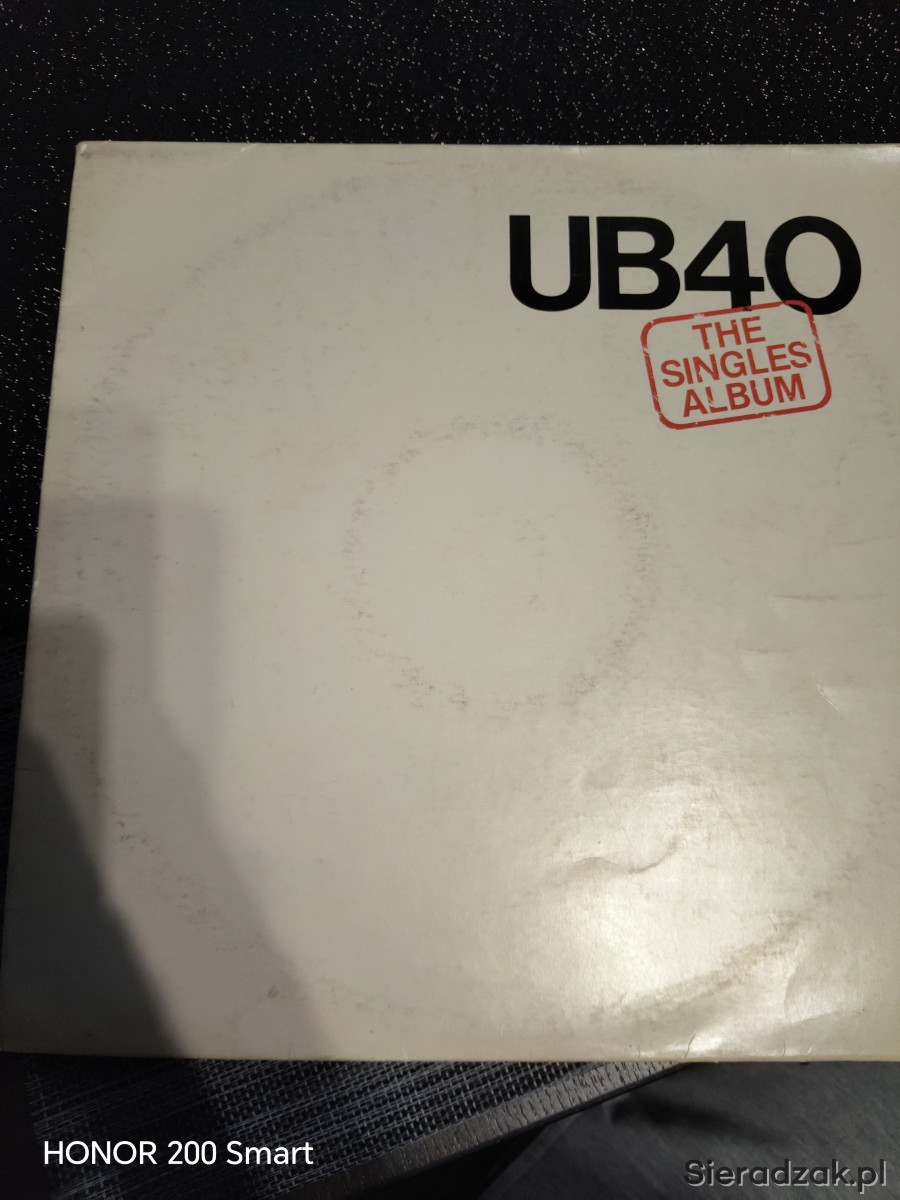 UB40
THE
SINGLES
ALBUM
HONOR 200 Smart
Sieradzak.pl